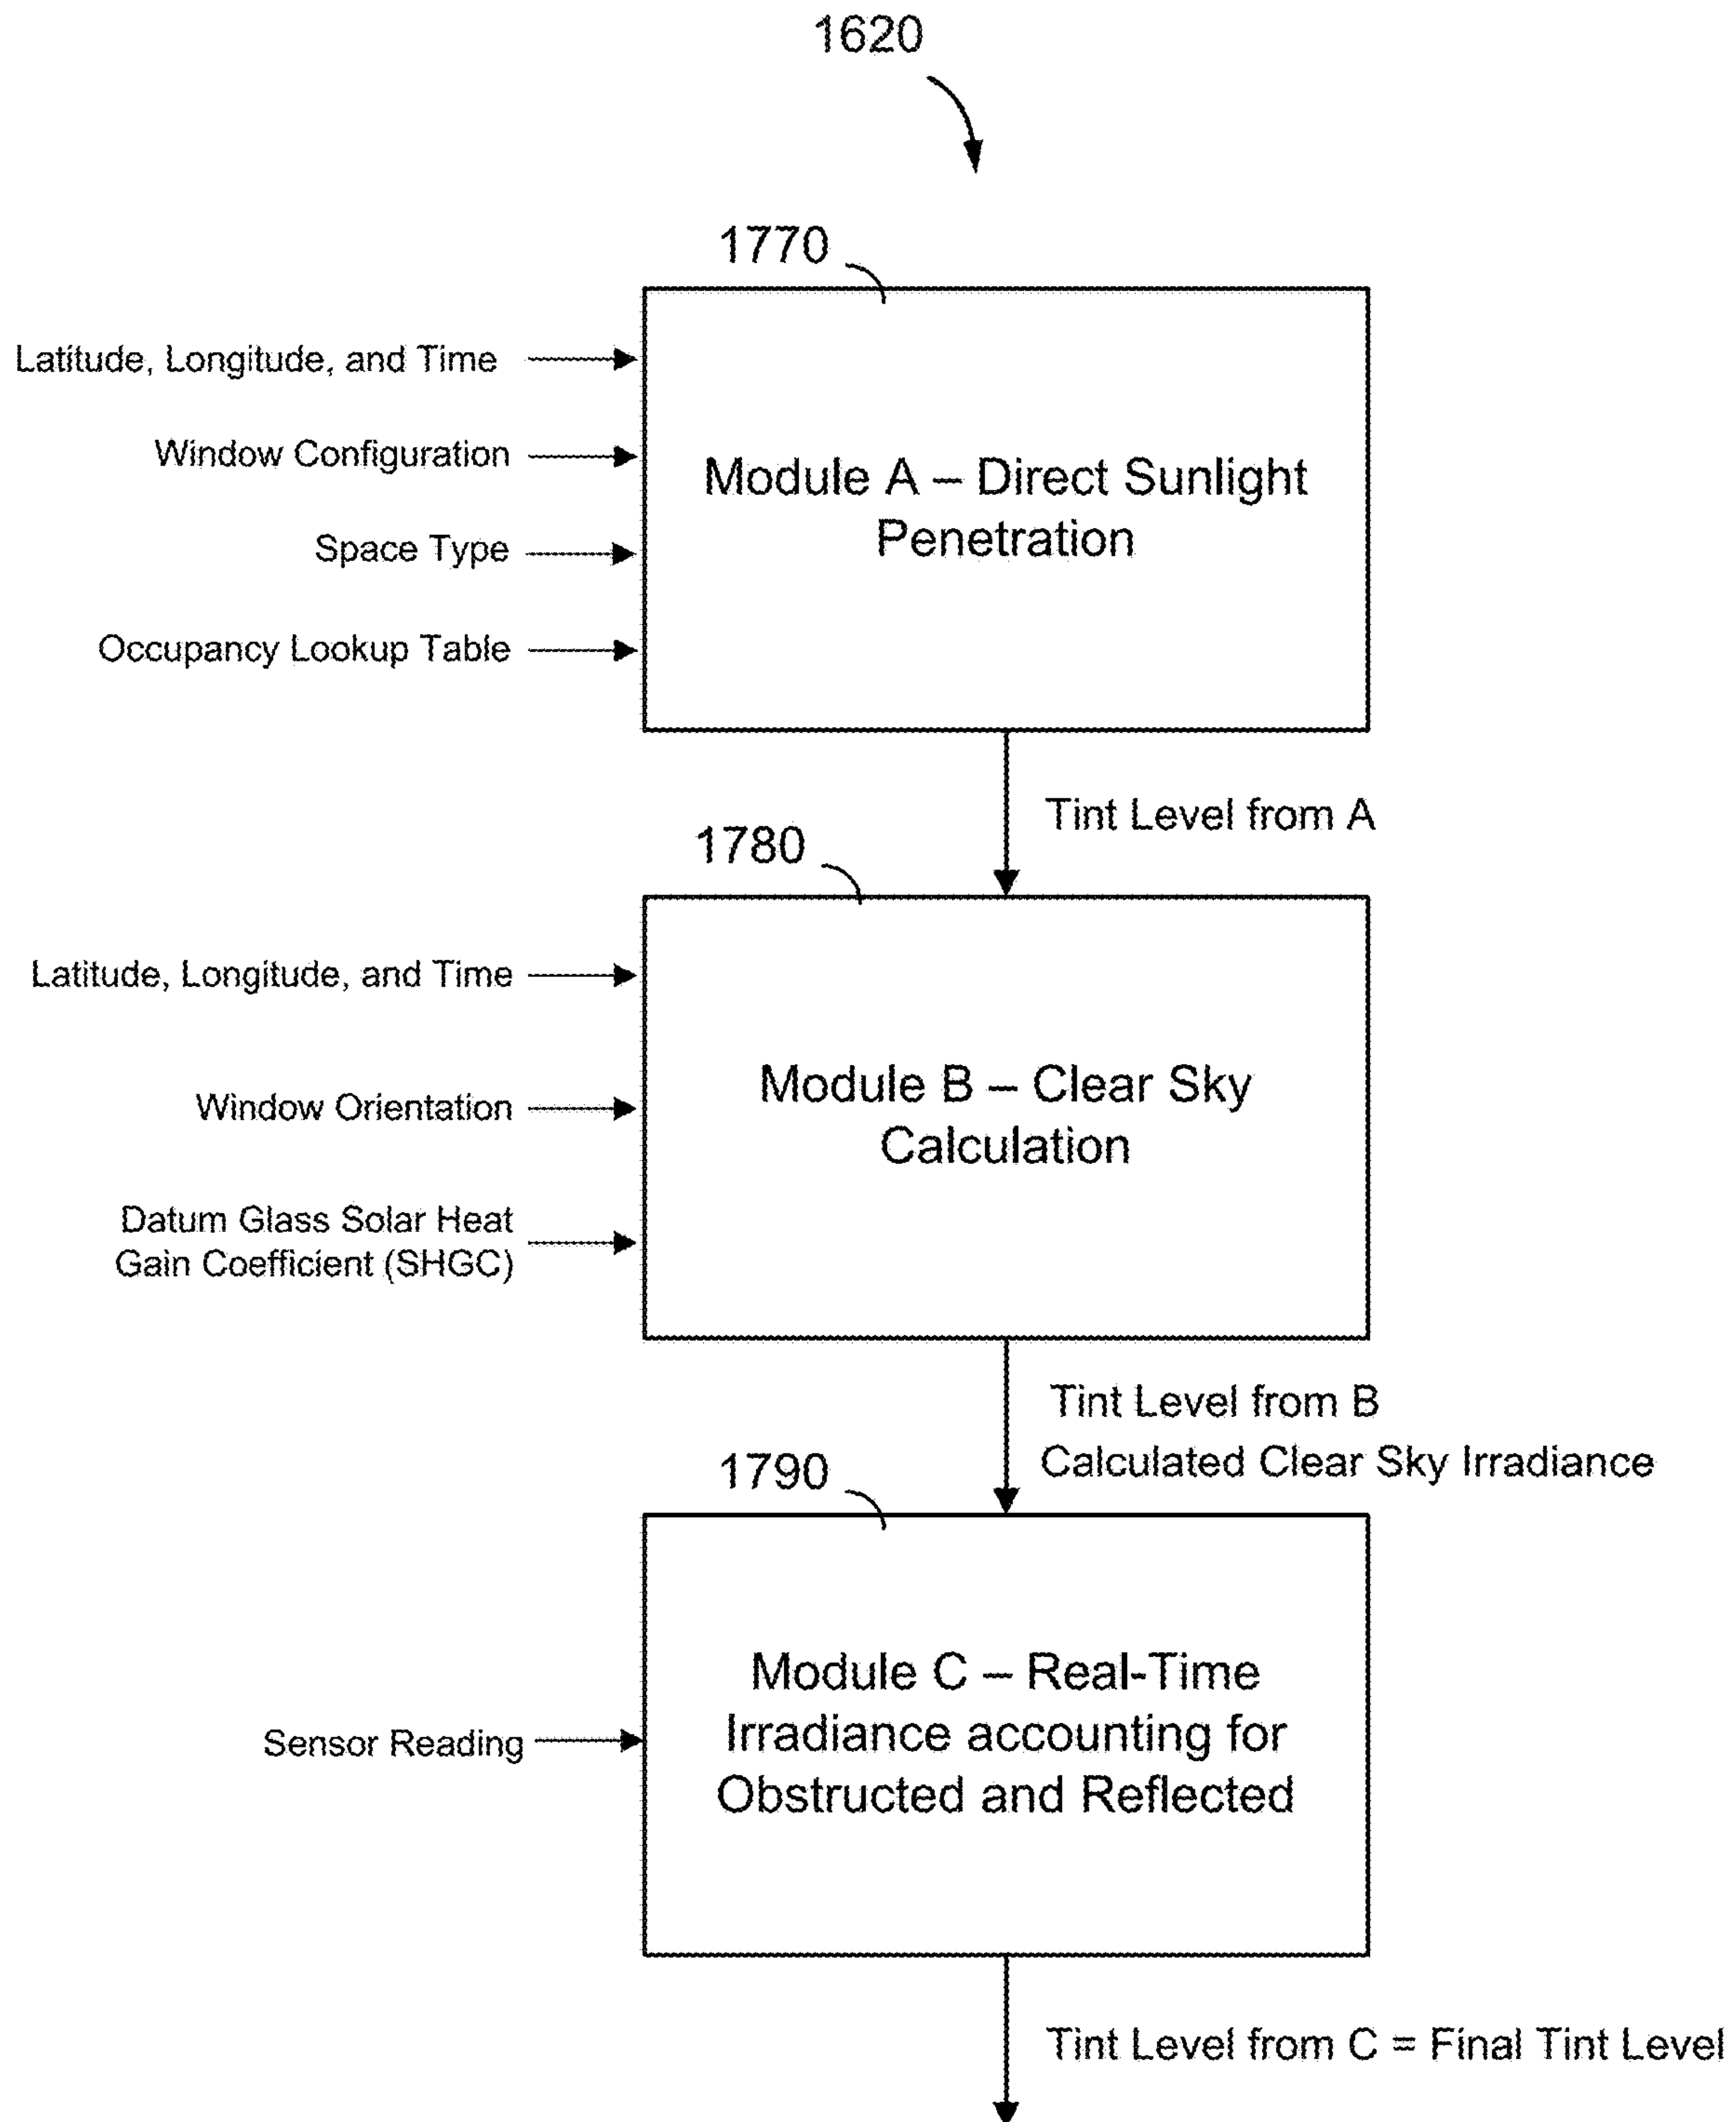 1620
1770
Latitude, Longitude, and Time
Window Configuration
Space Type
Occupancy Lookup Table
Module A – Direct Sunlight
Penetration
Tint Level from A
1780
Latitude, Longitude, and Time
Window Orientation
Datum Glass Solar Heat
Gain Coefficient (SHGC)
Module B – Clear Sky
Calculation
Tint Level from B
Calculated Clear Sky Irradiance
1790
Sensor Reading
Module C – Real-Time
Irradiance accounting for
Obstructed and Reflected
Tint Level from C = Final Tint Level